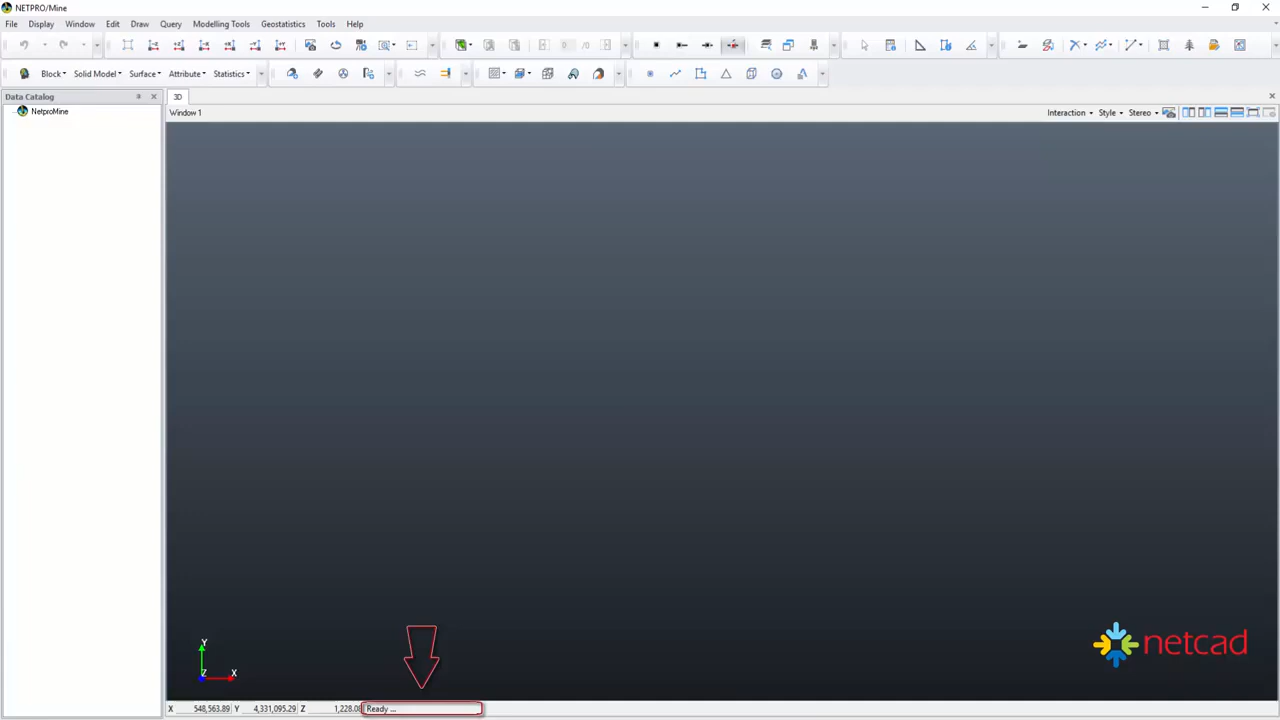 NETPRO/Mine
File Display Window Edit Draw Query Modelling Tools Geostatistics Tools Help
Block Solid Model Surface Attribute Statistics
Data Catalog
3D
NetproMine
Window 1
Interaction Style Stereo
Y
Z X
netcad
X 548,563.89 Y 4,331,095.29 Z 1,228.00 Ready ...